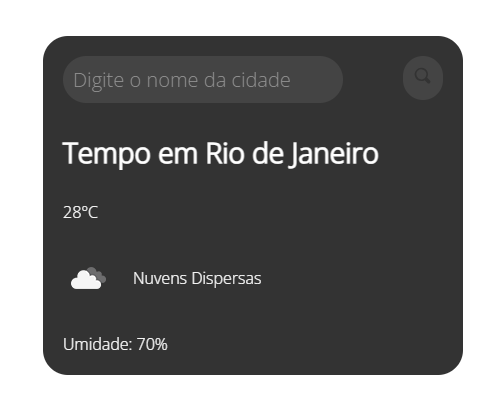 Digite o nome da cidade
Tempo em Rio de Janeiro
28°C
Nuvens Dispersas
Umidade: 70%